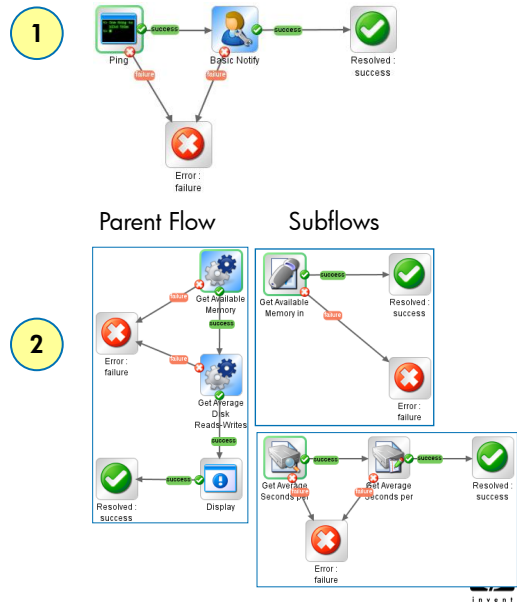 1
success
success
Ping
Basic Notify
Resolved :
success
failure
failure
Error :
failure
Parent Flow
Subflows
2
failure
Get Available
Memory
success
Error :
failure
failure
Get Average
Disk
Reads-Writes
success
success
Resolved :
success
Display
success
Get Available
Memory in
Resolved :
success
failure
Error :
failure
success
success
Get Average
Seconds per
Get Average
Seconds per
Resolved :
success
failure
failure
Error :
failure
invent